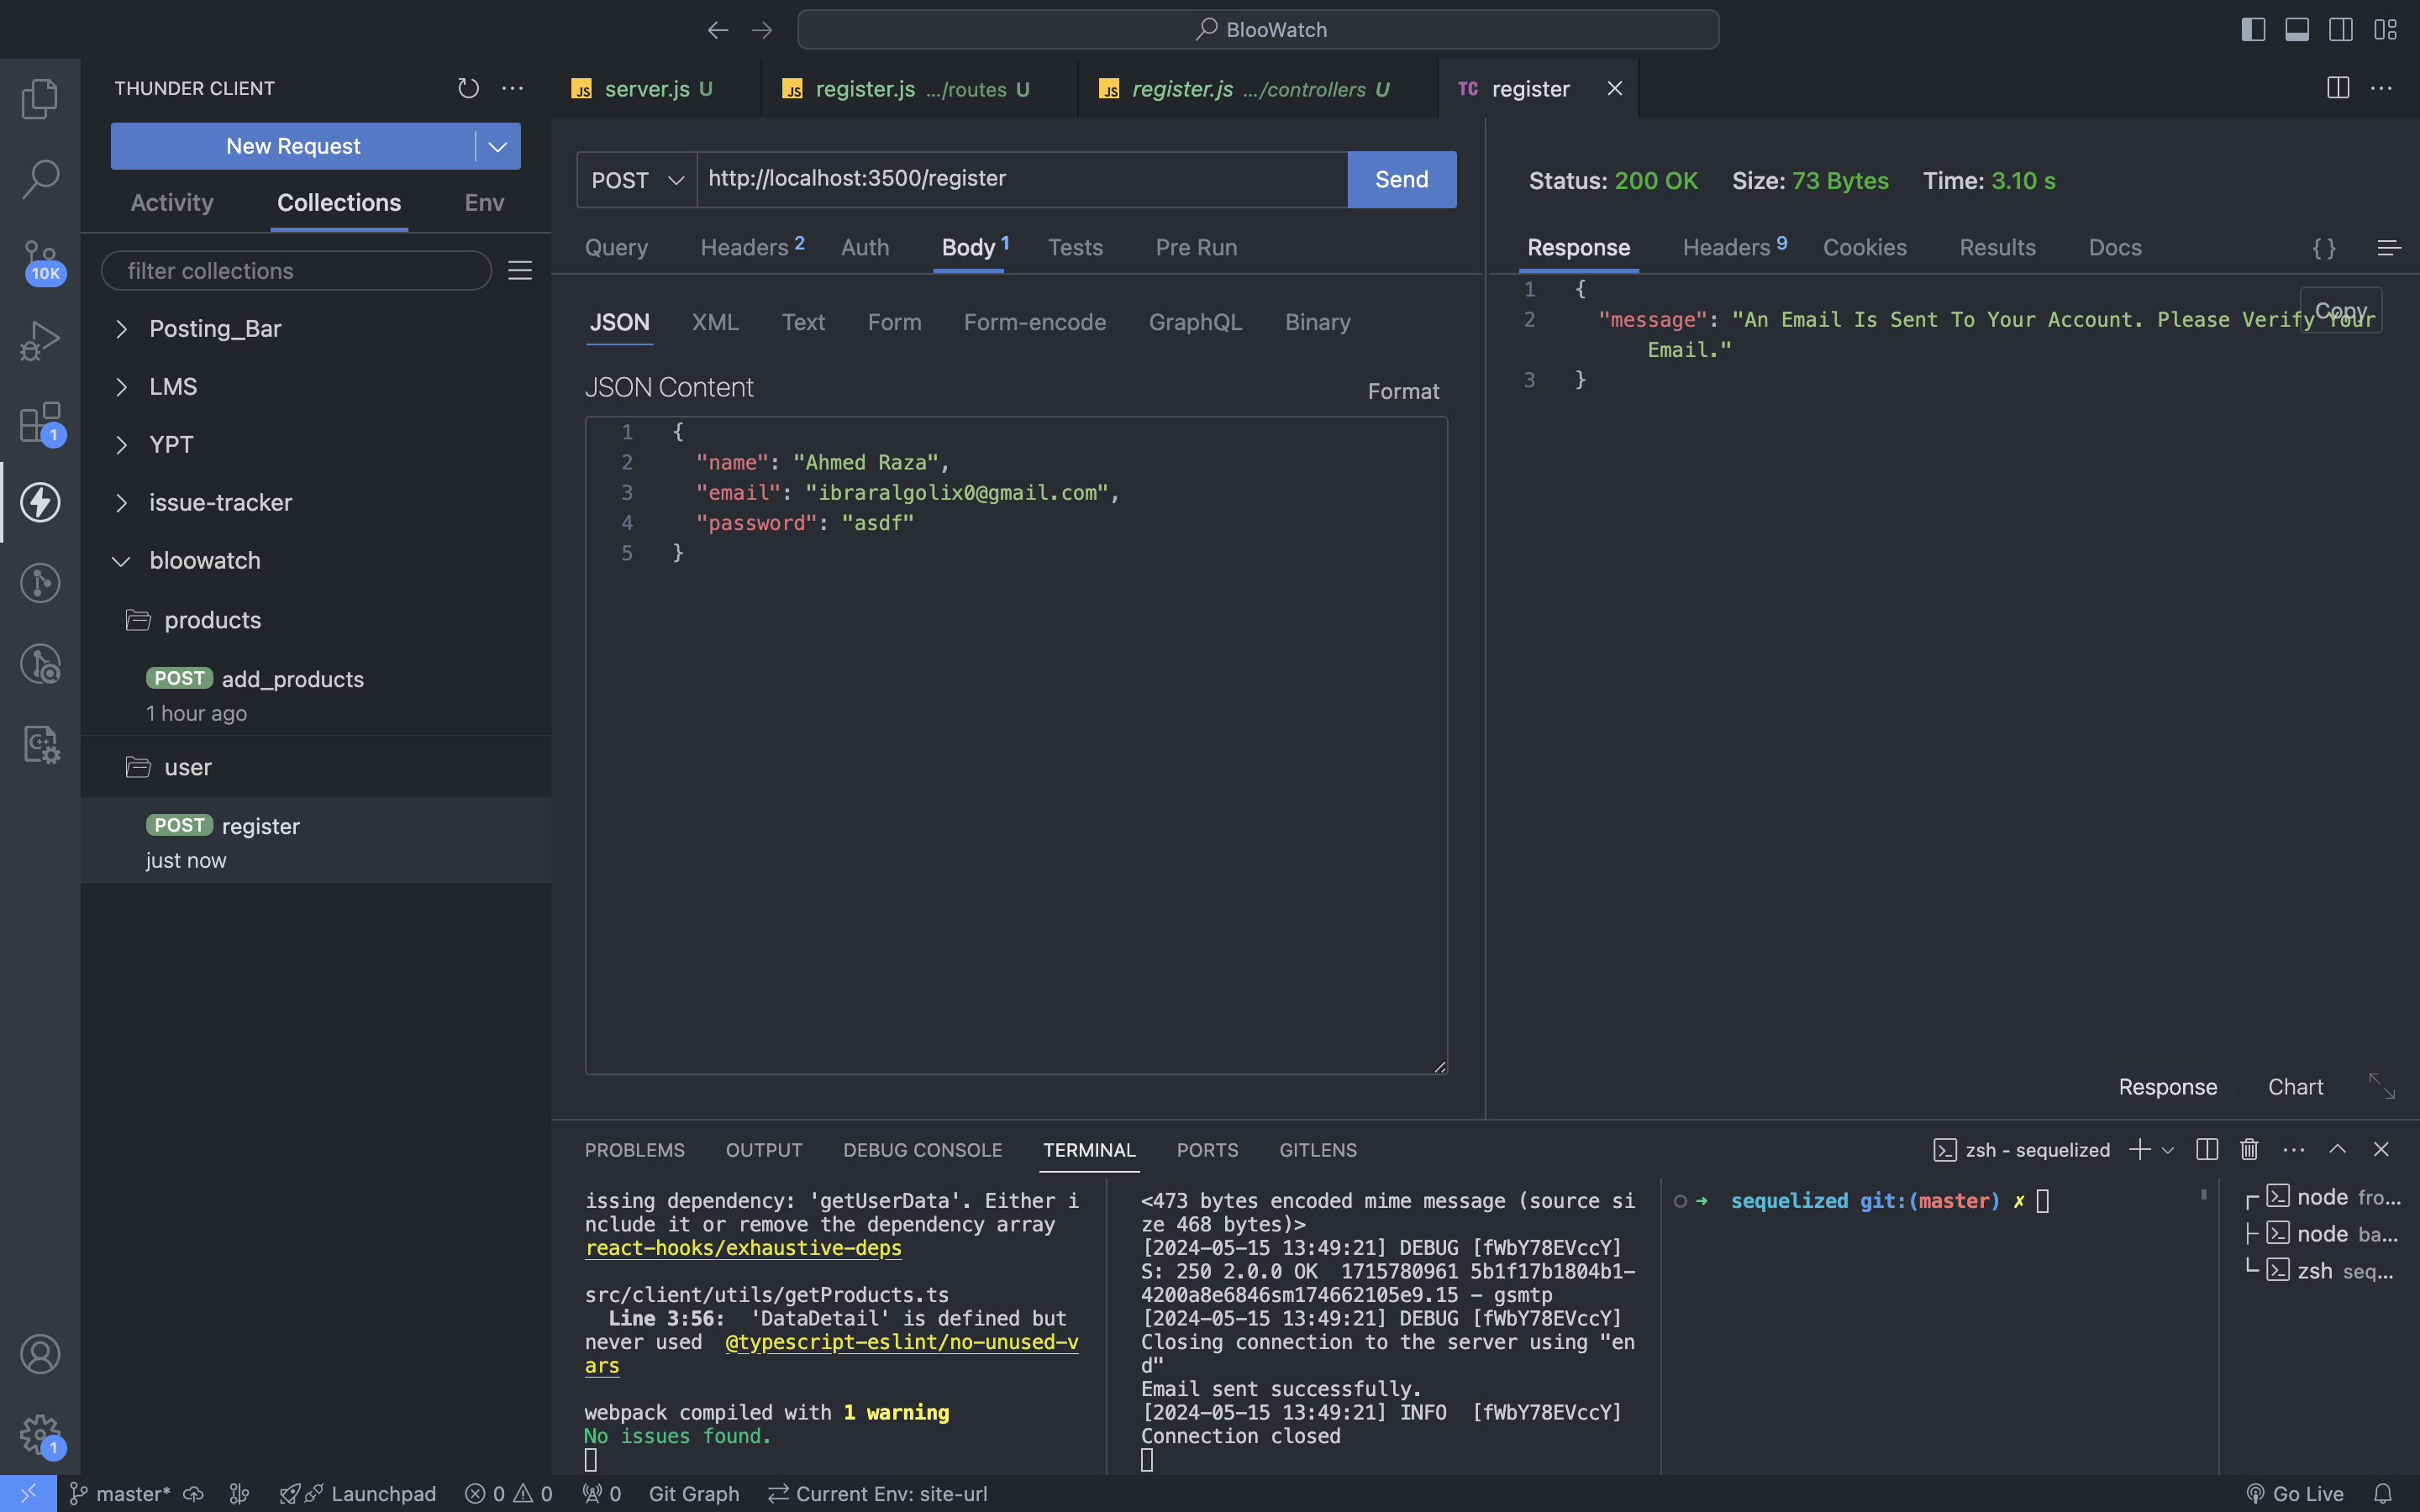 BlooWatch
THUNDER CLIENT
New Request
Activity Collections Env
filter collections
10K
Posting_Bar
LMS
YPT
1
issue-tracker
bloowatch
products
POST add_products
1 hour ago
user
POST register
just now
1
JS server.js U
JS register.js .../routes U
JS register.js .../controllers U
TC register
POST http://localhost:3500/register Send
Query Headers 2 Auth Body 1 Tests Pre Run
JSON XML Text Form Form-encode GraphQL Binary
JSON Content
Format
1 {
2 "name": "Ahmed Raza",
3 "email": "ibraralgolix0@gmail.com",
4 "password": "asdf"
5 }
Status: 200 OK Size: 73 Bytes Time: 3.10 s
Response Headers 9 Cookies Results Docs { }
1 {
Copy
2 "message": "An Email Is Sent To Your Account. Please Verify Your
Email."
3 }
Response Chart
PROBLEMS OUTPUT DEBUG CONSOLE TERMINAL PORTS GITLENS
zsh - sequelized
issing dependency: 'getUserData'. Either i
nclude it or remove the dependency array
react-hooks/exhaustive-deps
src/client/utils/getProducts.ts
Line 3:56: 'DataDetail' is defined but
never used @typescript-eslint/no-unused-v
ars
webpack compiled with 1 warning
No issues found.
<473 bytes encoded mime message (source si
ze 468 bytes)>
[2024-05-15 13:49:21] DEBUG [fWbY78EVccY]
S: 250 2.0.0 OK 1715780961 5b1f17b1804b1-
4200a8e6846sm174662105e9.15 - gsmtp
[2024-05-15 13:49:21] DEBUG [fWbY78EVccY]
Closing connection to the server using "en
d"
Email sent successfully.
[2024-05-15 13:49:21] INFO [fWbY78EVccY]
Connection closed
➜ sequelized git:(master) ✗
node fro...
node ba...
zsh seq...
master* Launchpad 0 0 0 Git Graph Current Env: site-url Go Live